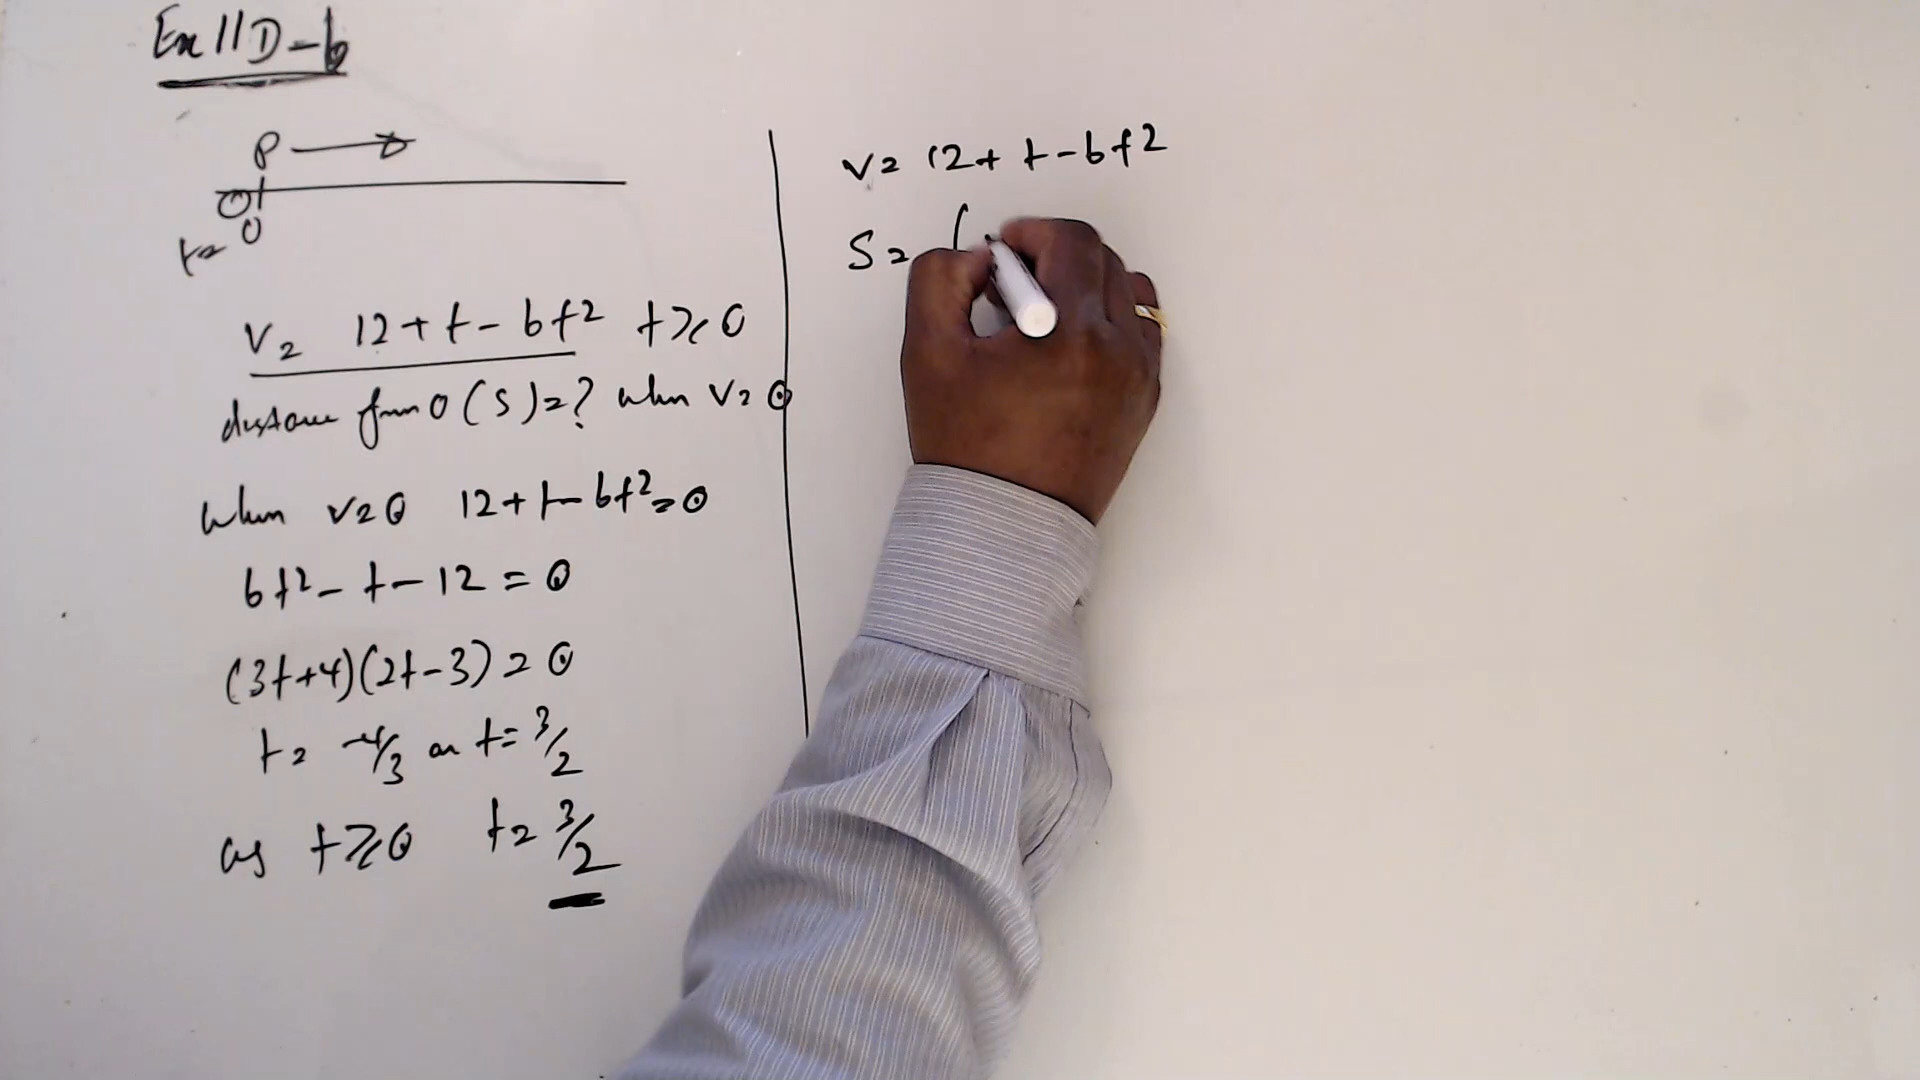 Ex 11D-6
P
O
t=0
V= 12+t-6t² t≥0
distance from O (S)=? when V=0
when V=0 12+t-6t²=0
6t²-t-12=0
(3t+4)(2t-3)=0
t= -4/3 or t=3/2
as t≥0 t=3/2
V= 12+t-6t²
S= ∫